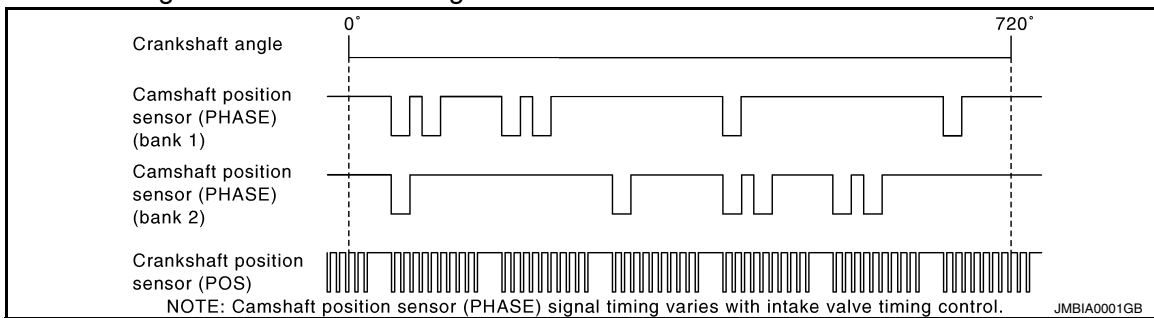 0˚
720˚
Crankshaft angle
Camshaft position
sensor (PHASE)
(bank 1)
Camshaft position
sensor (PHASE)
(bank 2)
Crankshaft position
sensor (POS)
NOTE: Camshaft position sensor (PHASE) signal timing varies with intake valve timing control.
JMBIA0001GB